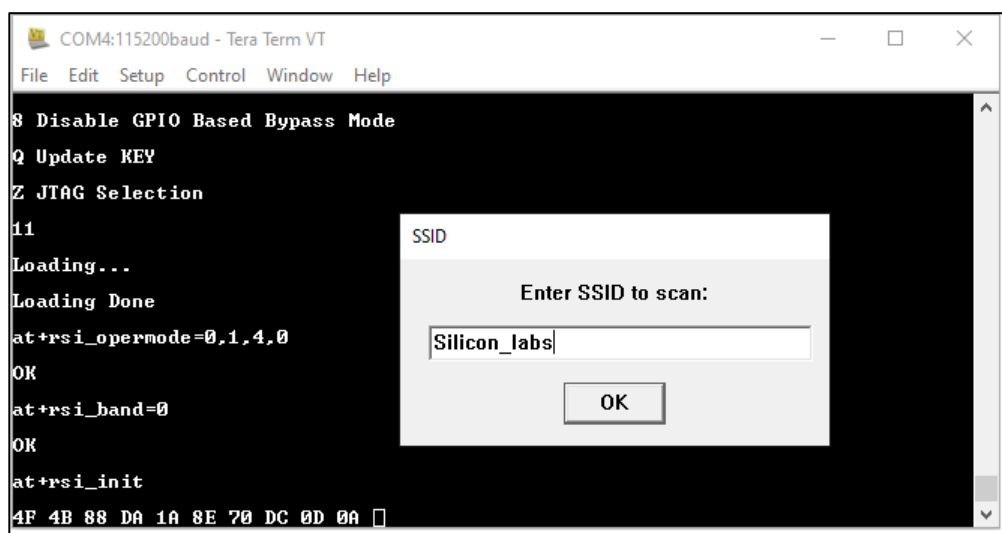 COM4:115200baud - Tera Term VT
File Edit Setup Control Window Help
8 Disable GPIO Based Bypass Mode
Q Update KEY
Z JTAG Selection
11
Loading...
Loading Done
at+rsi_opermode=0,1,4,0
OK
at+rsi_band=0
OK
at+rsi_init
4F 4B 88 DA 1A 8E 70 DC 0D 0A
SSID
Enter SSID to scan:
Silicon_labs
OK